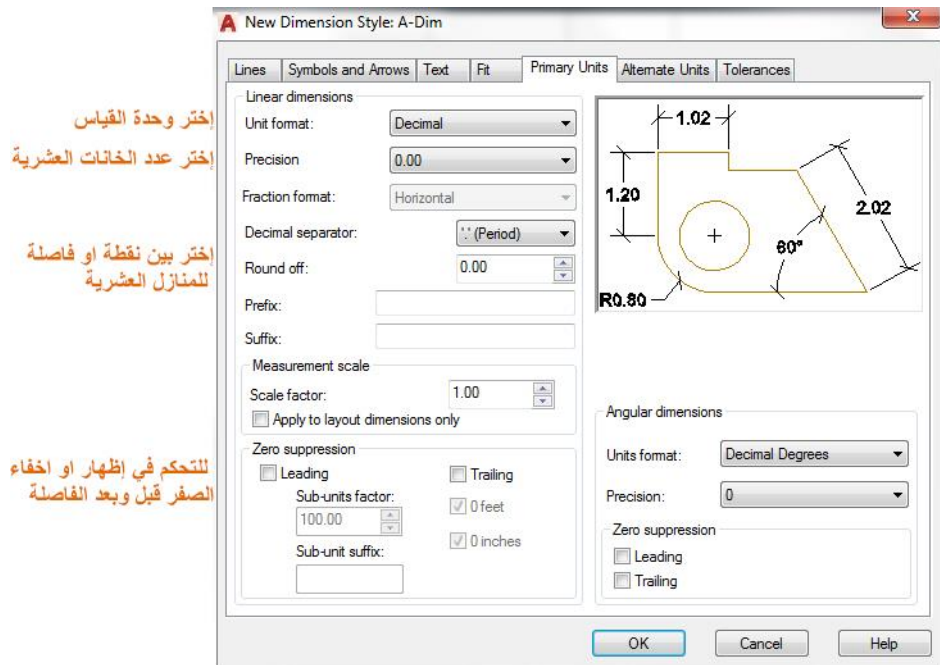 New Dimension Style: A-Dim
Lines Symbols and Arrows Text Fit Primary Units Alternate Units Tolerances
Linear dimensions
إختر وحدة القياس
Unit format: Decimal
إختر عدد الخانات العشرية
Precision 0.00
Fraction format: Horizontal
إختر بين نقطة او فاصلة
للمنازل العشرية
Decimal separator: '.' (Period)
Round off: 0.00
Prefix:
Suffix:
Measurement scale
Scale factor: 1.00
Apply to layout dimensions only
للتحكم في إظهار او اخفاء
الصفر قبل وبعد الفاصلة
Zero suppression
Leading Trailing
Sub-units factor: 0 feet
100.00
Sub-unit suffix: 0 inches
1.02
1.20
2.02
60°
R0.80
Angular dimensions
Units format: Decimal Degrees
Precision: 0
Zero suppression
Leading
Trailing
OK Cancel Help